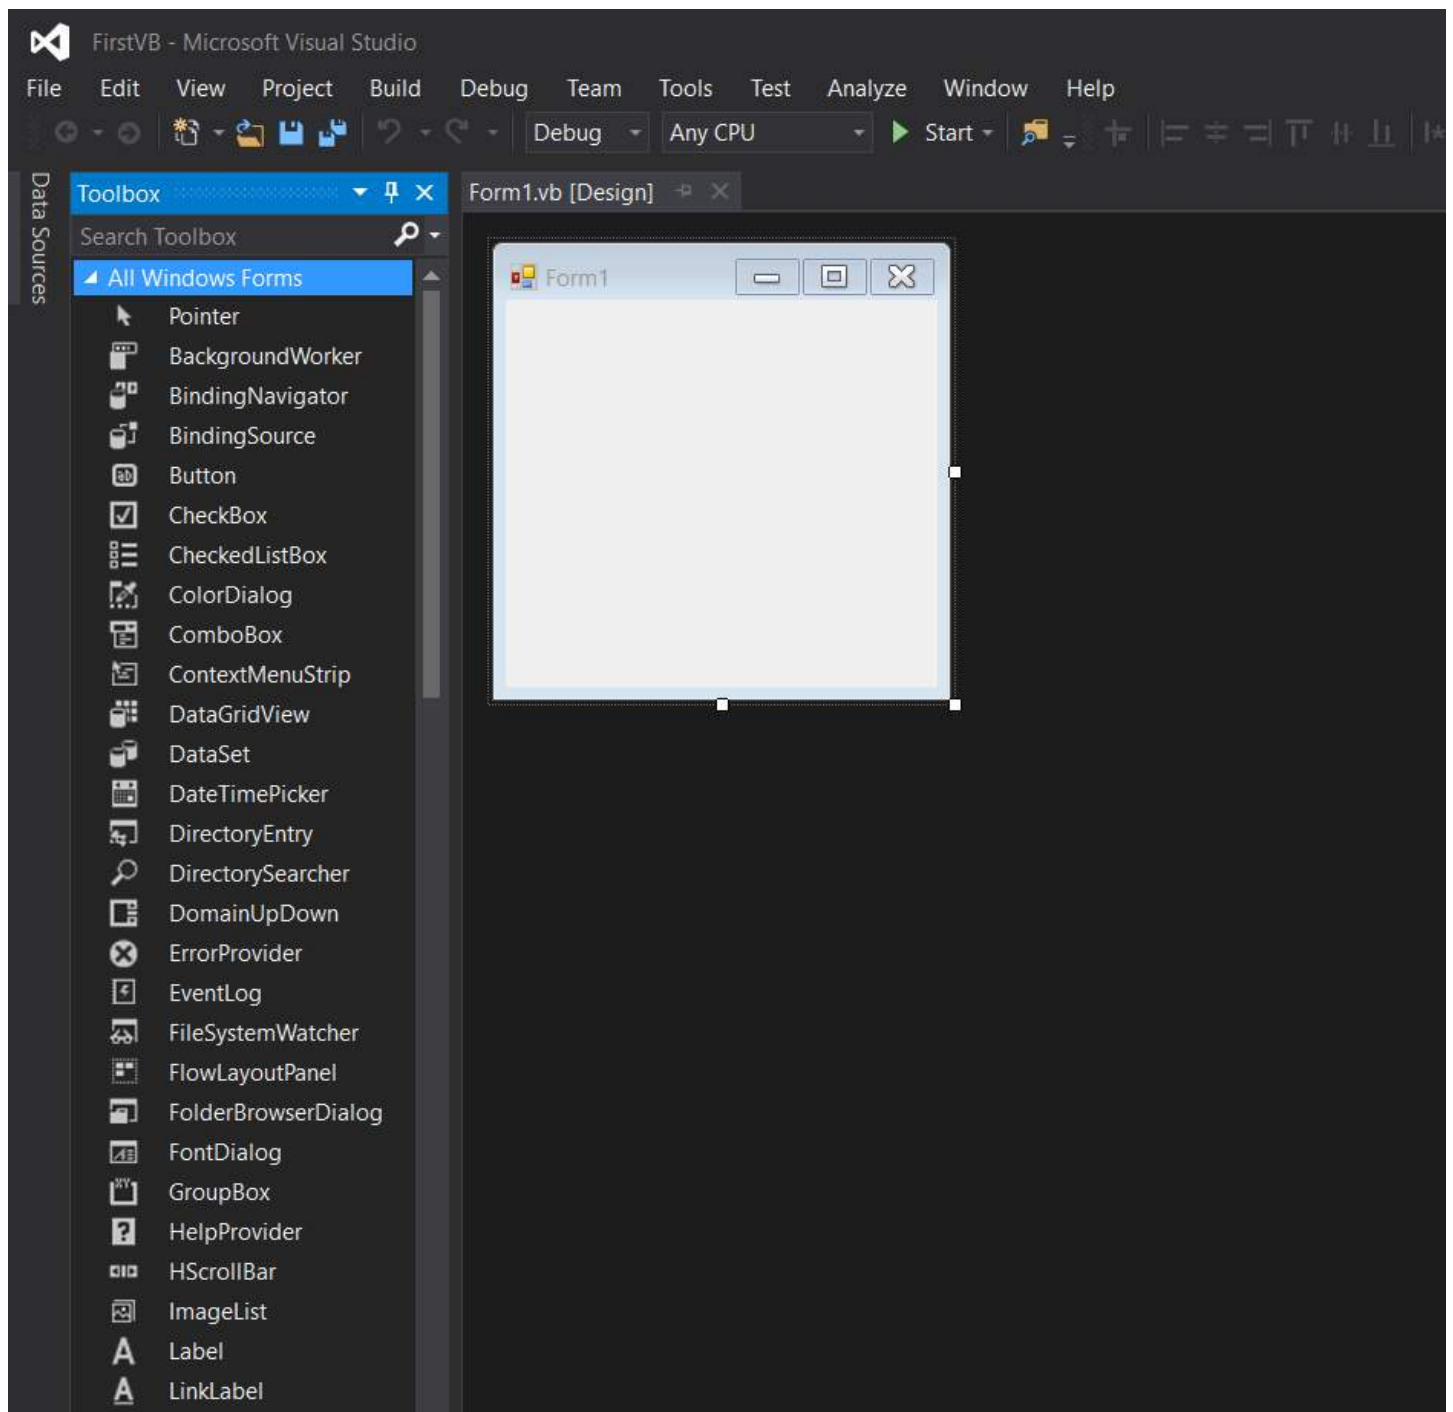 FirstVB - Microsoft Visual Studio
File Edit View Project Build Debug Team Tools Test Analyze Window Help
Debug Any CPU Start
Data Sources
Toolbox
Form1.vb [Design]
Search Toolbox
All Windows Forms
Form1
Pointer
BackgroundWorker
BindingNavigator
BindingSource
Button
CheckBox
CheckedListBox
ColorDialog
ComboBox
ContextMenuStrip
DataGridView
DataSet
DateTimePicker
DirectoryEntry
DirectorySearcher
DomainUpDown
ErrorProvider
EventLog
FileSystemWatcher
FlowLayoutPanel
FolderBrowserDialog
FontDialog
GroupBox
HelpProvider
HScrollBar
ImageList
Label
LinkLabel